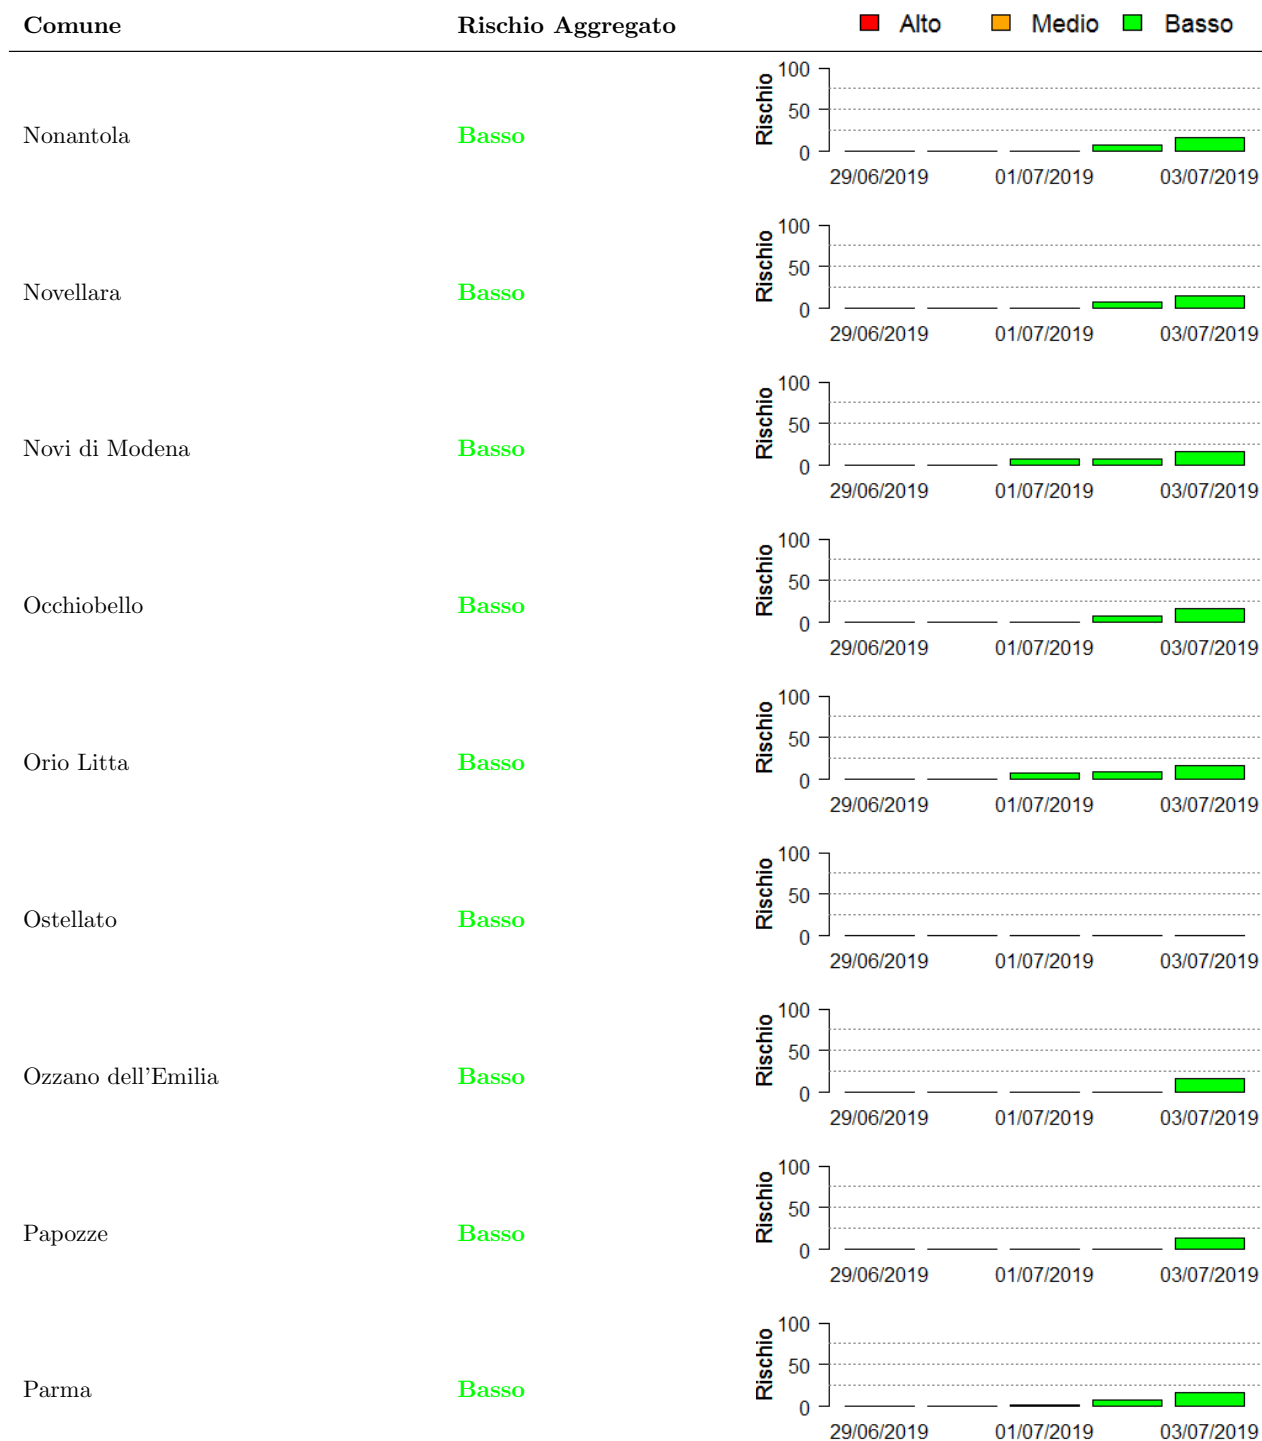 Comune Rischio Aggregato Alto Medio Basso
Nonantola Basso Rischio 100 50 0
29/06/2019 01/07/2019 03/07/2019
Novellara Basso Rischio 100 50 0
29/06/2019 01/07/2019 03/07/2019
Novi di Modena Basso Rischio 100 50 0
29/06/2019 01/07/2019 03/07/2019
Occhiobello Basso Rischio 100 50 0
29/06/2019 01/07/2019 03/07/2019
Orio Litta Basso Rischio 100 50 0
29/06/2019 01/07/2019 03/07/2019
Ostellato Basso Rischio 100 50 0
29/06/2019 01/07/2019 03/07/2019
Ozzano dell'Emilia Basso Rischio 100 50 0
29/06/2019 01/07/2019 03/07/2019
Papozze Basso Rischio 100 50 0
29/06/2019 01/07/2019 03/07/2019
Parma Basso Rischio 100 50 0
29/06/2019 01/07/2019 03/07/2019